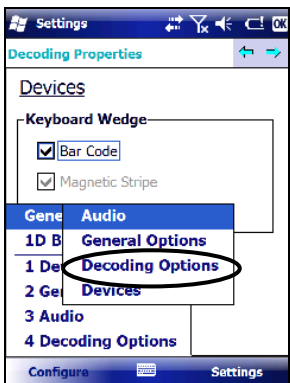 Settings OK
Decoding Properties
Devices
Keyboard Wedge
Bar Code
Magnetic Stripe
Gene Audio
1D B General Options
1 De Decoding Options
2 Ge Devices
3 Audio
4 Decoding Options
Configure Settings